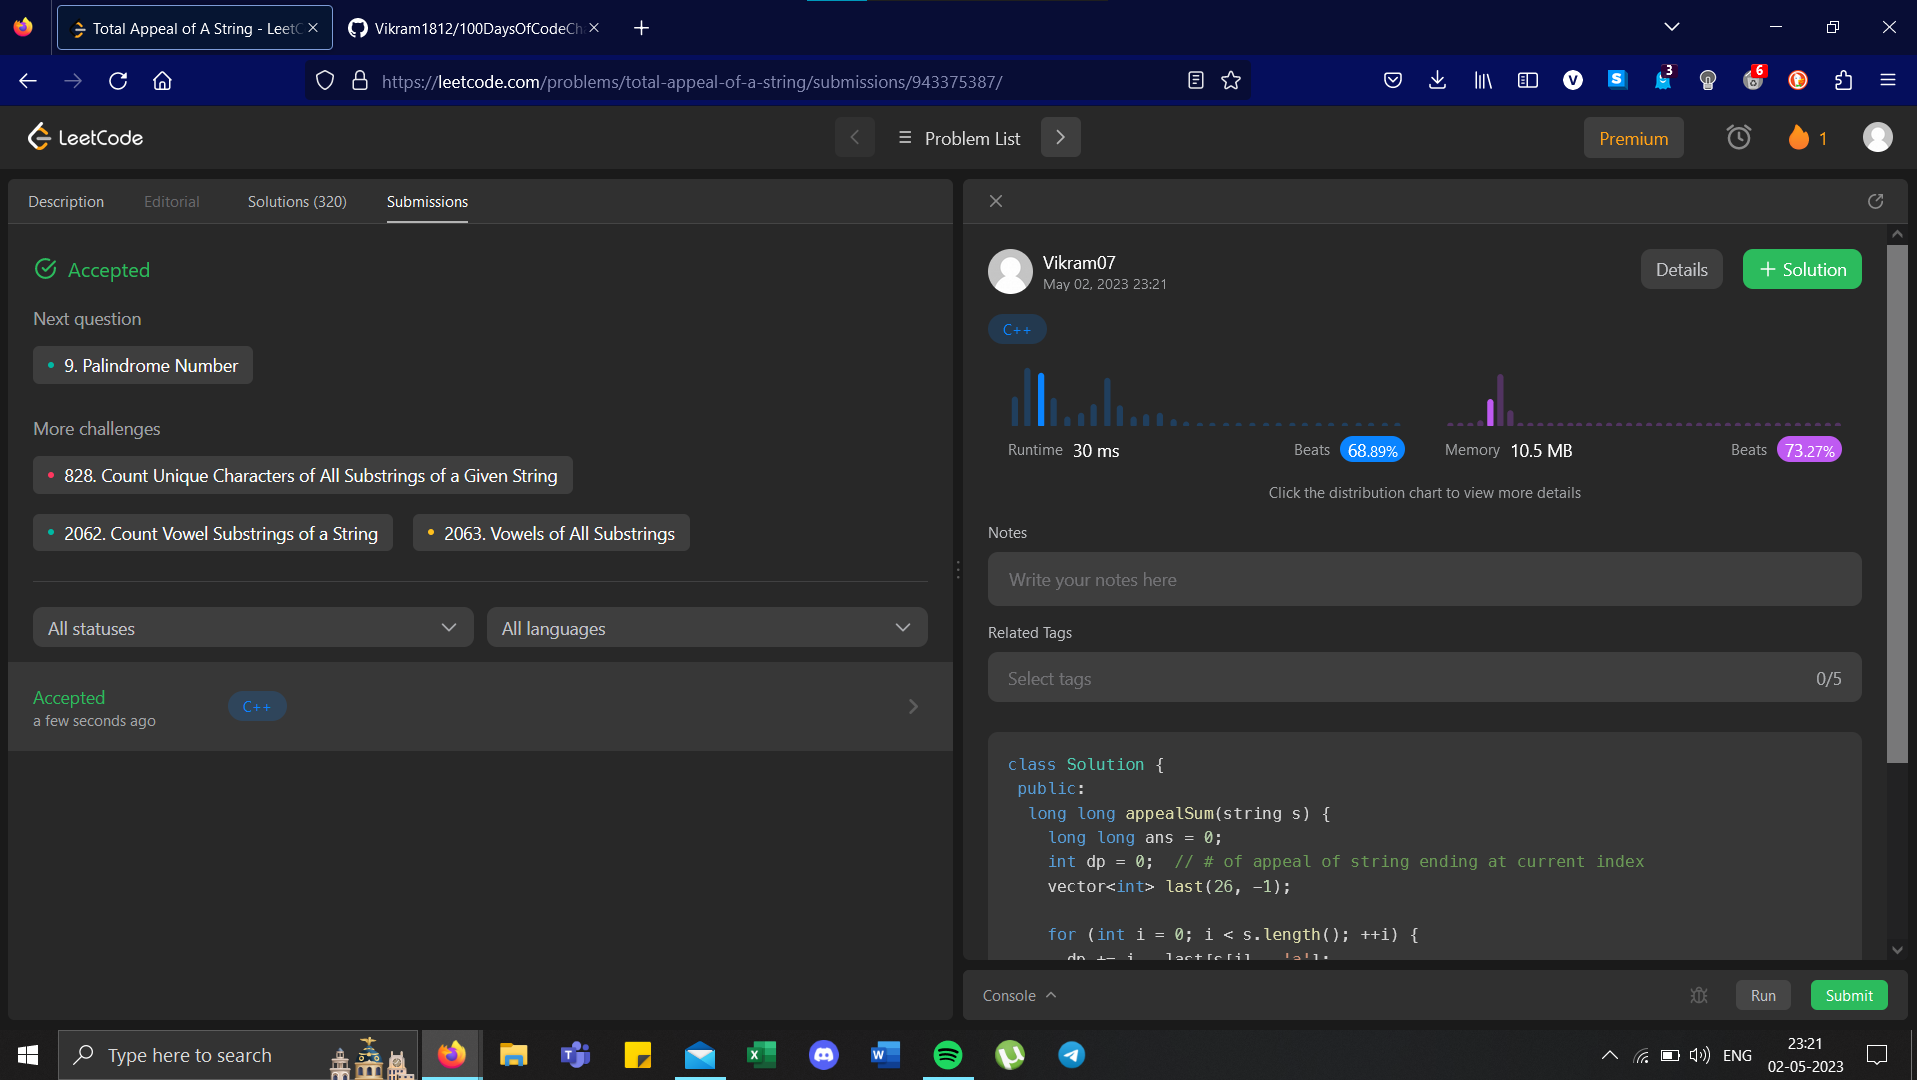 Total Appeal of A String - LeetC
Vikram1812/100DaysOfCodeCh
https://leetcode.com/problems/total-appeal-of-a-string/submissions/943375387/
V
S
3
6
LeetCode
Problem List
Premium
1
Description
Editorial
Solutions (320)
Submissions
Accepted
Next question
9. Palindrome Number
More challenges
828. Count Unique Characters of All Substrings of a Given String
2062. Count Vowel Substrings of a String
2063. Vowels of All Substrings
All statuses
All languages
Accepted
a few seconds ago
C++
Vikram07
May 02, 2023 23:21
Details
+ Solution
C++
Runtime 30 ms
Beats 68.89%
Memory 10.5 MB
Beats 73.27%
Click the distribution chart to view more details
Notes
Write your notes here
Related Tags
Select tags
0/5
class Solution {
public:
long long appealSum(string s) {
long long ans = 0;
int dp = 0;  // # of appeal of string ending at current index
vector<int> last(26, -1);
for (int i = 0; i < s.length(); ++i) {
dp += i - last[s[i] - 'a'];
Console
Run
Submit
Type here to search
ENG
23:21
02-05-2023